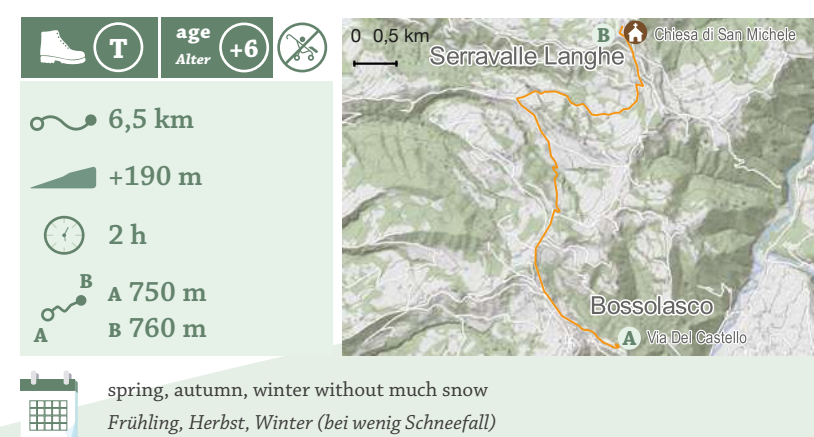 T
age
Alter
+6
6,5 km
+190 m
2 h
B
A
A 750 m
B 760 m
0 0,5 km
B
Chiesa di San Michele
Serravalle Langhe
Bossolasco
A
Via Del Castello
spring, autumn, winter without much snow
Frühling, Herbst, Winter (bei wenig Schneefall)